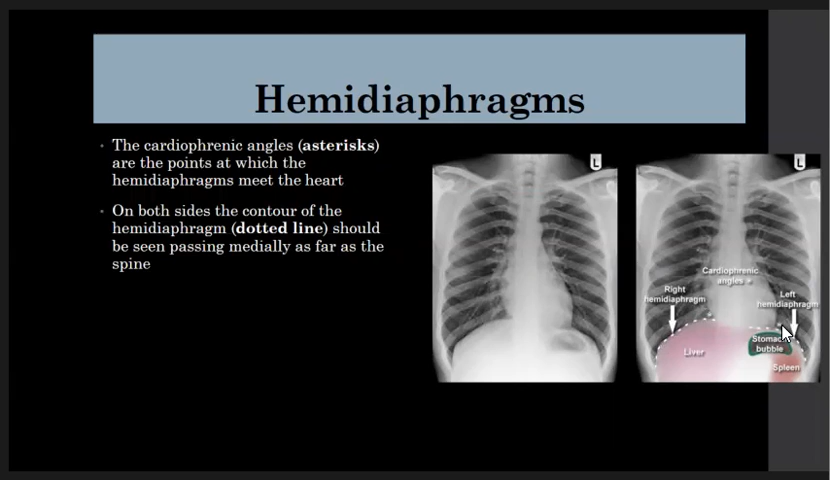 Hemidiaphragms
• The cardiophrenic angles (asterisks)
are the points at which the
hemidiaphragms meet the heart
• On both sides the contour of the
hemidiaphragm (dotted line) should
be seen passing medially as far as the
spine
L
L
Cardiophrenic
angles *
Right
hemidiaphragm
Left
hemidiaphragm
Liver
bubble
Spleen